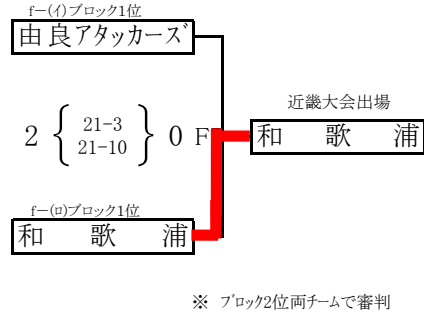 f-(イ)ブロック1位
由良アタッカーズ
近畿大会出場
2 { 21-3 21-10 } 0 F
和 歌 浦
f-(ロ)ブロック1位
和 歌 浦
※ ブロック2位両チームで審判